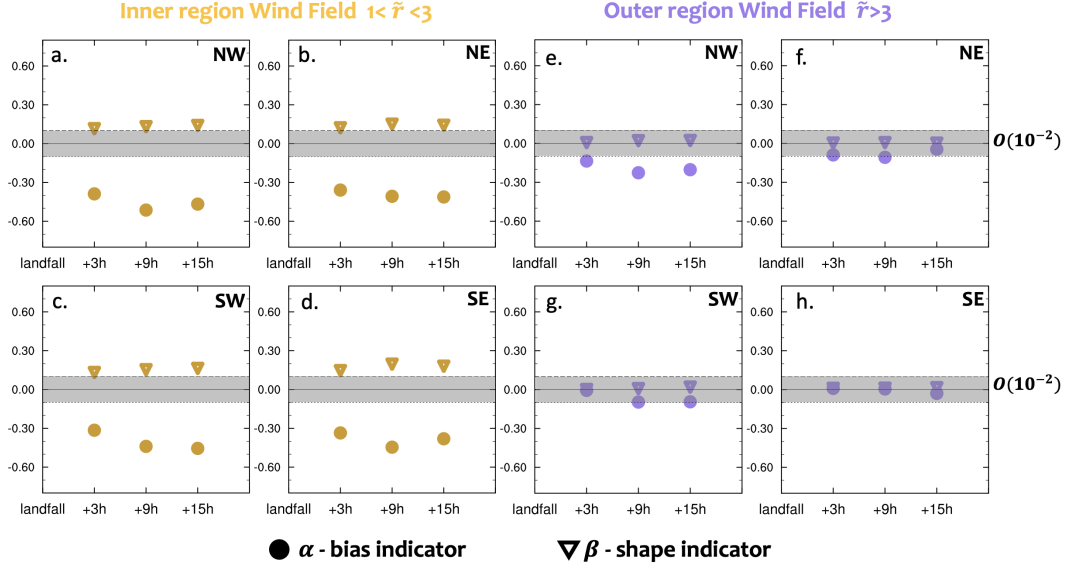 Inner region Wind Field 1< r̃ <3
Outer region Wind Field r̃>3
a. NW
0.60
0.30
0.00
-0.30
-0.60
landfall +3h +9h +15h
b. NE
0.60
0.30
0.00
-0.30
-0.60
landfall +3h +9h +15h
e. NW
0.60
0.30
0.00
-0.30
-0.60
landfall +3h +9h +15h
f. NE
0.60
0.30
0.00
-0.30
-0.60
landfall +3h +9h +15h
O(10⁻²)
c. SW
0.60
0.30
0.00
-0.30
-0.60
landfall +3h +9h +15h
d. SE
0.60
0.30
0.00
-0.30
-0.60
landfall +3h +9h +15h
g. SW
0.60
0.30
0.00
-0.30
-0.60
landfall +3h +9h +15h
h. SE
0.60
0.30
0.00
-0.30
-0.60
landfall +3h +9h +15h
O(10⁻²)
α - bias indicator
β - shape indicator